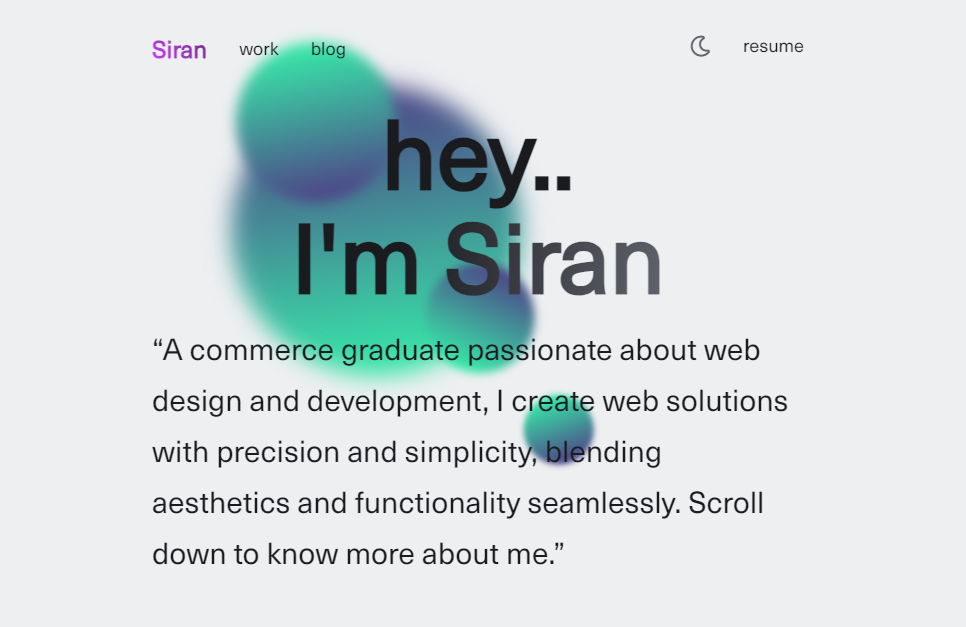 Siran work blog resume
hey..
I'm Siran
“A commerce graduate passionate about web
design and development, I create web solutions
with precision and simplicity, blending
aesthetics and functionality seamlessly. Scroll
down to know more about me.”